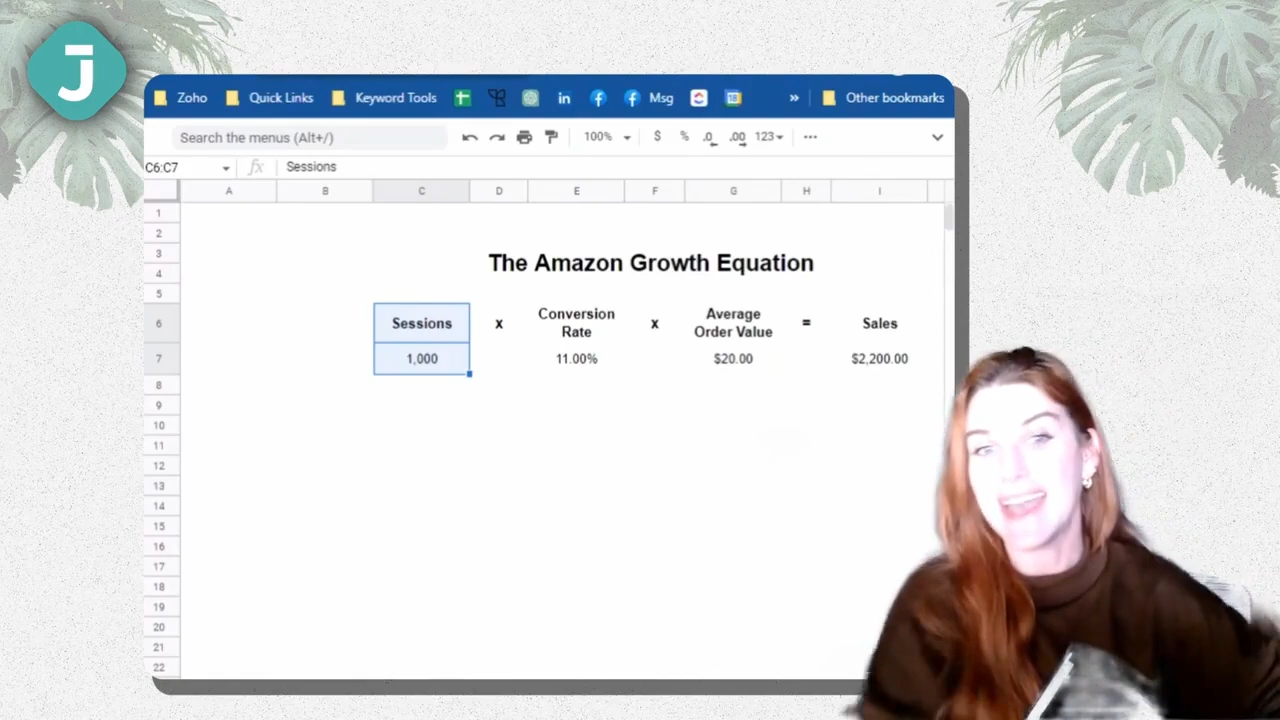 J
Zoho Quick Links Keyword Tools in Msg 18 » Other bookmarks
Search the menus (Alt+/) 100% $ % .0 .00 123 ...
C6:C7 fx Sessions
A B C D E F G H I
1
2
3
The Amazon Growth Equation
4
5
6 Sessions x Conversion Rate x Average Order Value = Sales
7 1,000 11.00% $20.00 $2,200.00
8
9
10
11
12
13
14
15
16
17
18
19
20
21
22